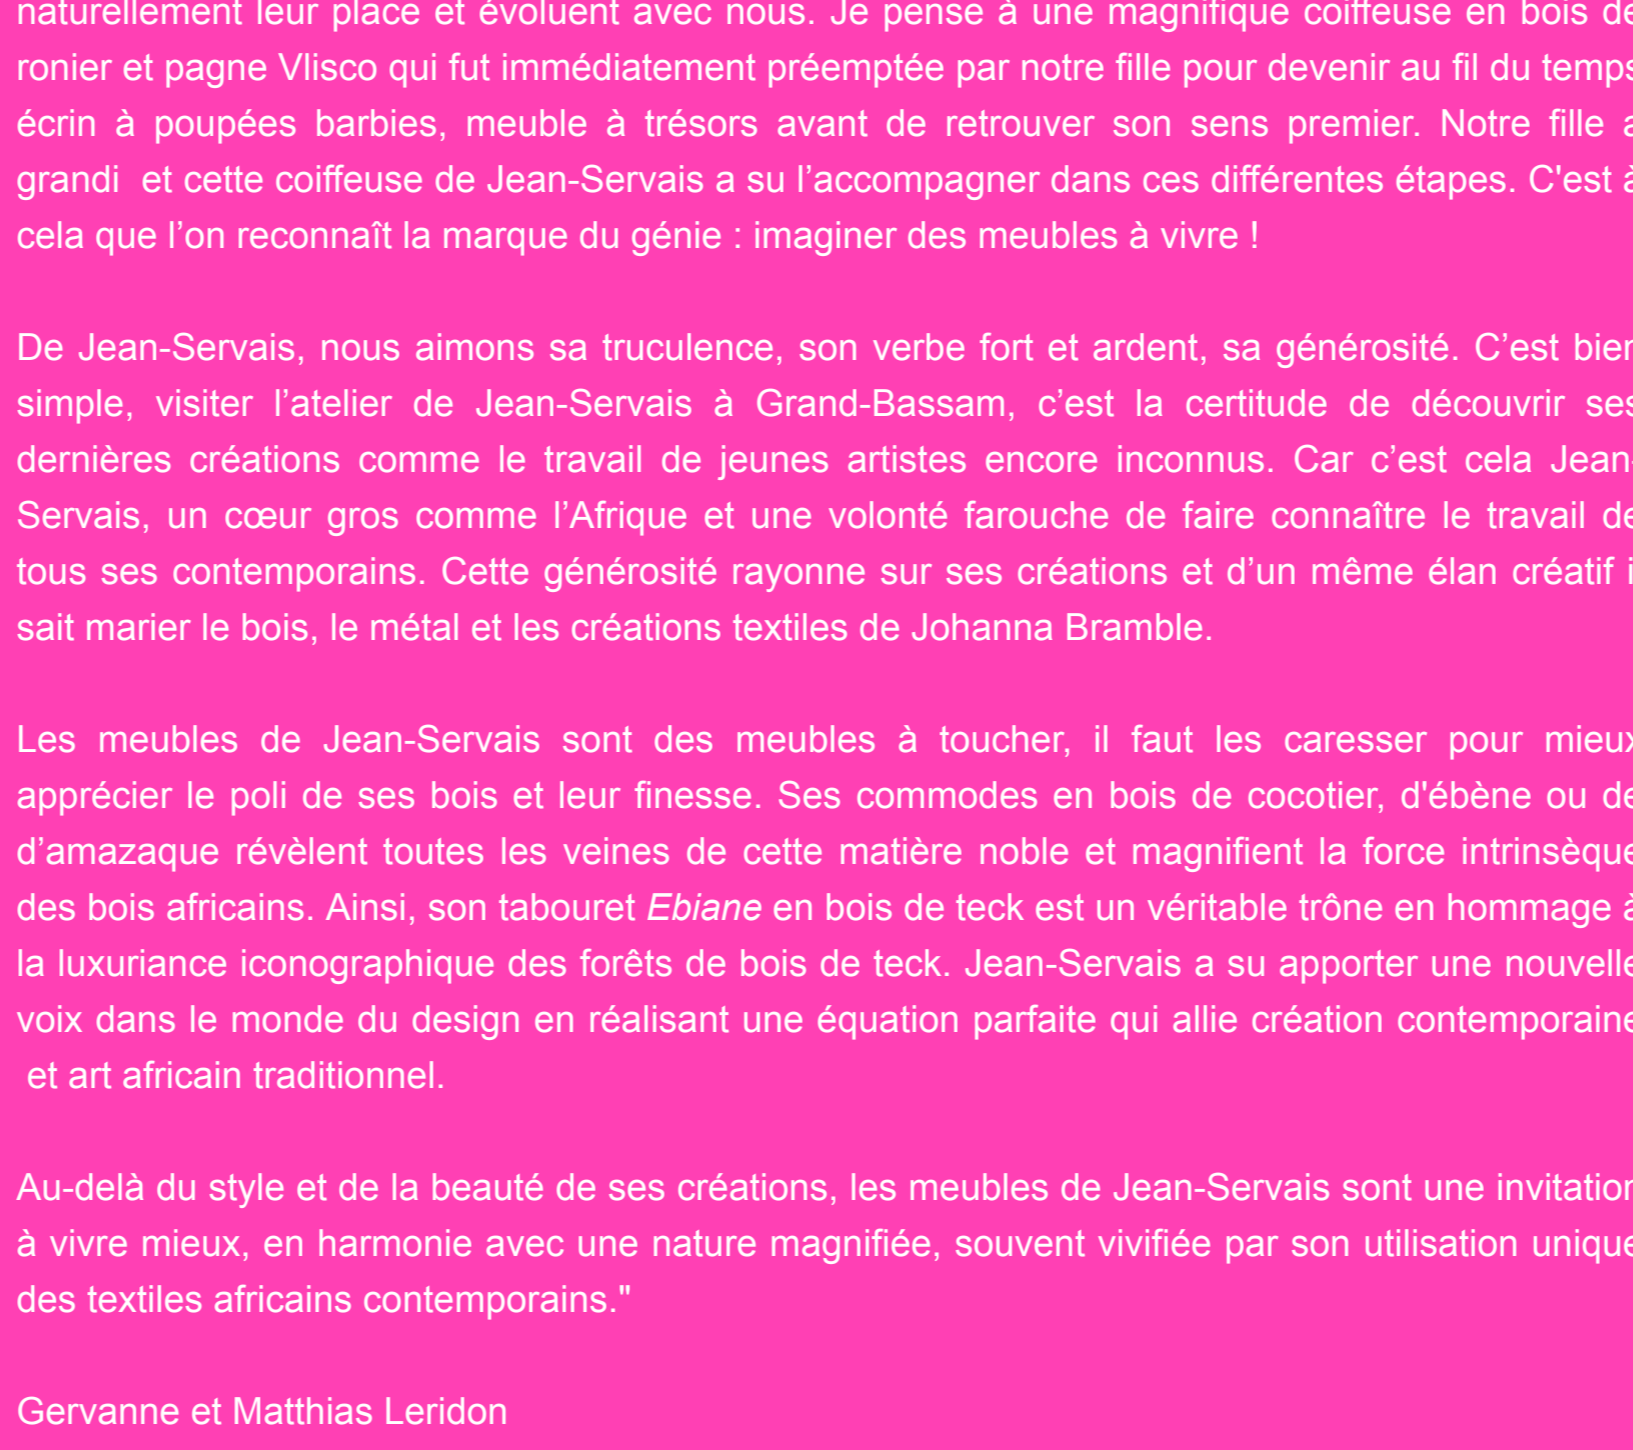 naturellement leur place et évoluent avec nous. Je pense à une magnifique coiffeuse en bois de
ronier et pagne Vlisco qui fut immédiatement préemptée par notre fille pour devenir au fil du temps
écrin à poupées barbies, meuble à trésors avant de retrouver son sens premier. Notre fille a
grandi  et cette coiffeuse de Jean-Servais a su l’accompagner dans ces différentes étapes. C'est à
cela que l’on reconnaît la marque du génie : imaginer des meubles à vivre !
De Jean-Servais, nous aimons sa truculence, son verbe fort et ardent, sa générosité. C’est bien
simple, visiter l’atelier de Jean-Servais à Grand-Bassam, c’est la certitude de découvrir ses
dernières créations comme le travail de jeunes artistes encore inconnus. Car c’est cela Jean-
Servais, un cœur gros comme l’Afrique et une volonté farouche de faire connaître le travail de
tous ses contemporains. Cette générosité rayonne sur ses créations et d’un même élan créatif il
sait marier le bois, le métal et les créations textiles de Johanna Bramble.
Les meubles de Jean-Servais sont des meubles à toucher, il faut les caresser pour mieux
apprécier le poli de ses bois et leur finesse. Ses commodes en bois de cocotier, d'ébène ou de
d’amazaque révèlent toutes les veines de cette matière noble et magnifient la force intrinsèque
des bois africains. Ainsi, son tabouret Ebiane en bois de teck est un véritable trône en hommage à
la luxuriance iconographique des forêts de bois de teck. Jean-Servais a su apporter une nouvelle
voix dans le monde du design en réalisant une équation parfaite qui allie création contemporaine
et art africain traditionnel.
Au-delà du style et de la beauté de ses créations, les meubles de Jean-Servais sont une invitation
à vivre mieux, en harmonie avec une nature magnifiée, souvent vivifiée par son utilisation unique
des textiles africains contemporains."
Gervanne et Matthias Leridon